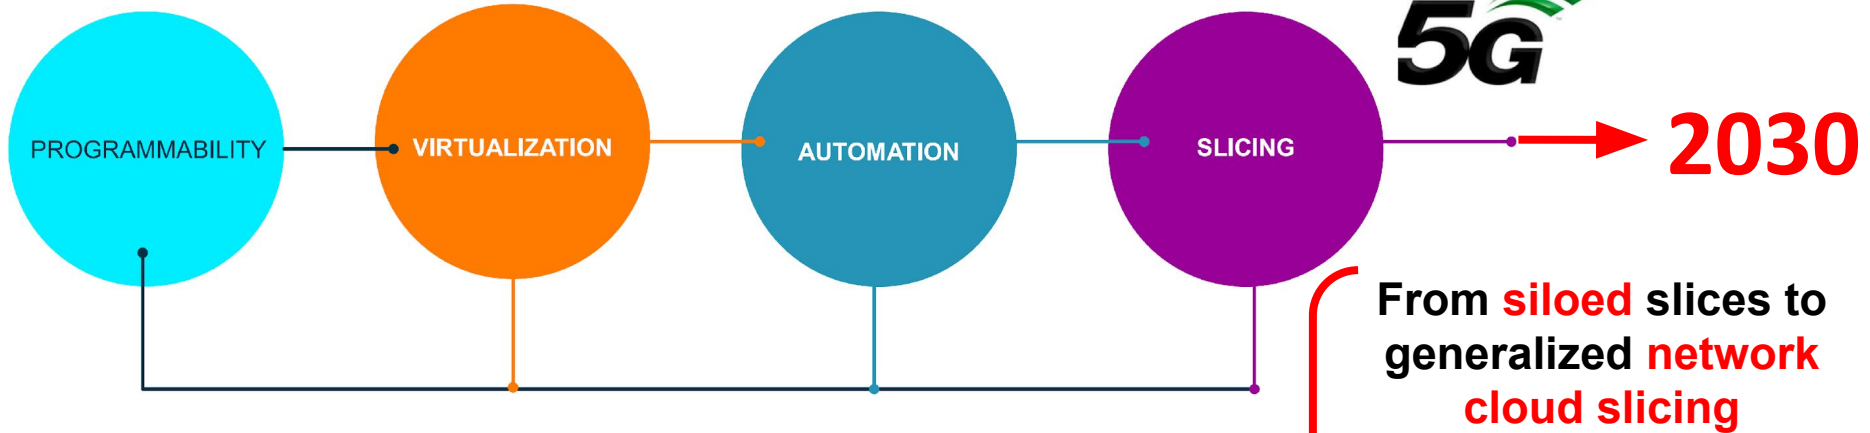 5G
PROGRAMMABILITY
VIRTUALIZATION
AUTOMATION
SLICING
2030
From siloed slices to
generalized network
cloud slicing